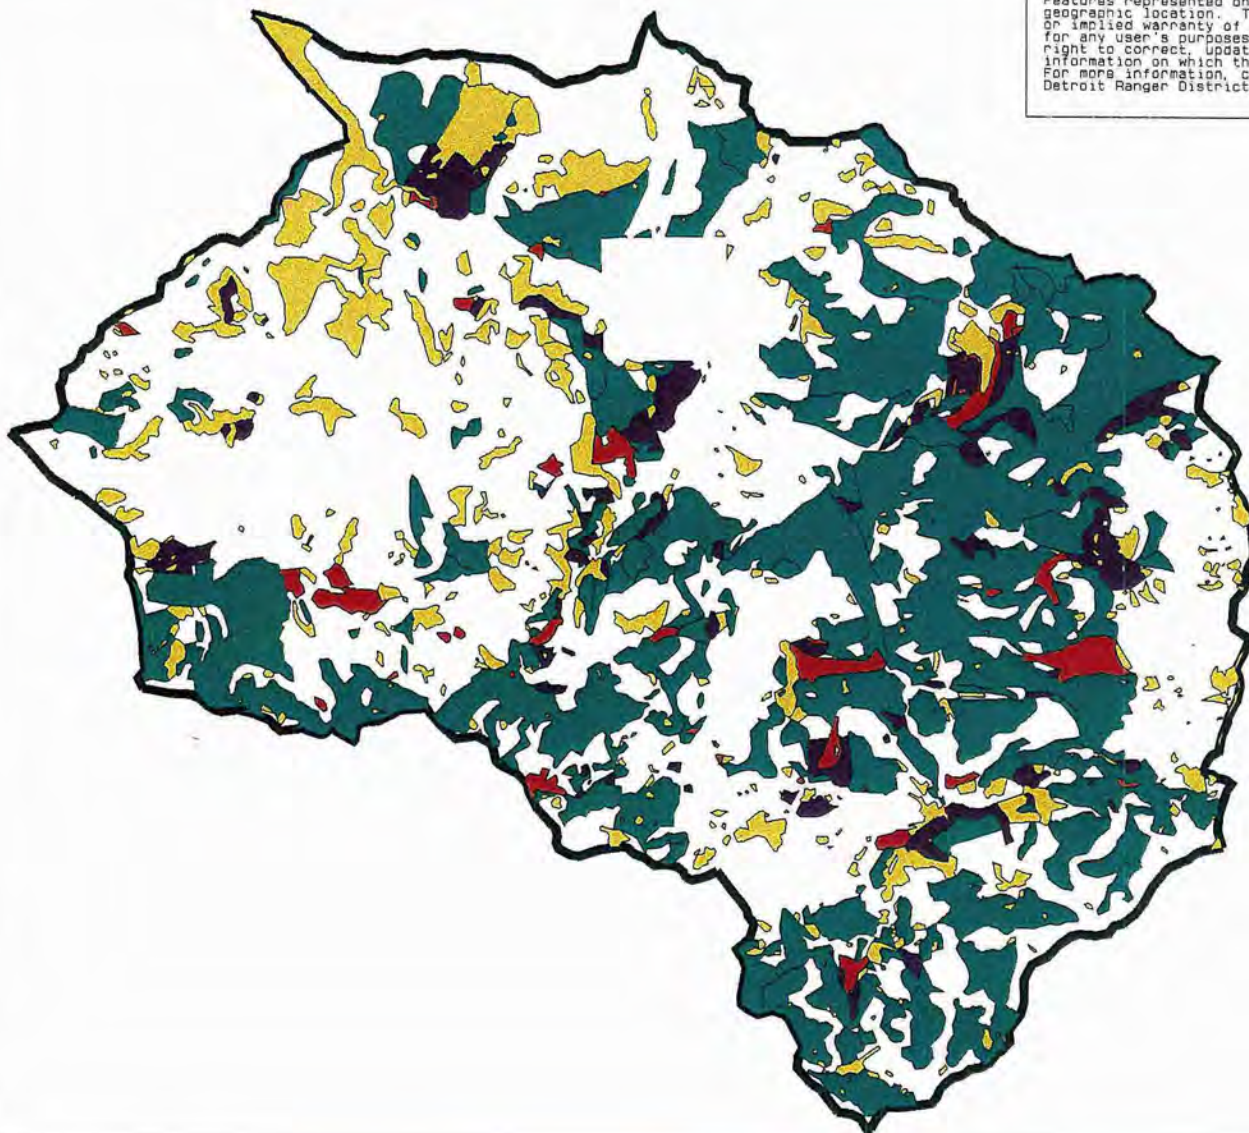 Features represented on
geographic location. T
or implied warranty of
for any user's purposes
right to correct, updat
information on which th
For more information, c
Detroit Ranger District